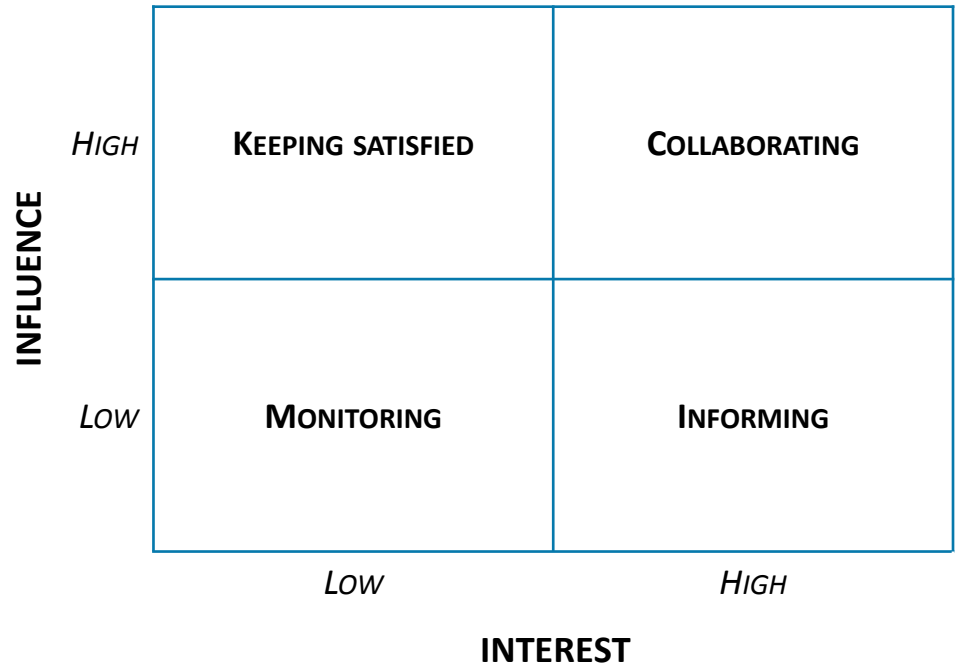 HIGH
KEEPING SATISFIED
COLLABORATING
INFLUENCE
LOW
MONITORING
INFORMING
LOW
HIGH
INTEREST